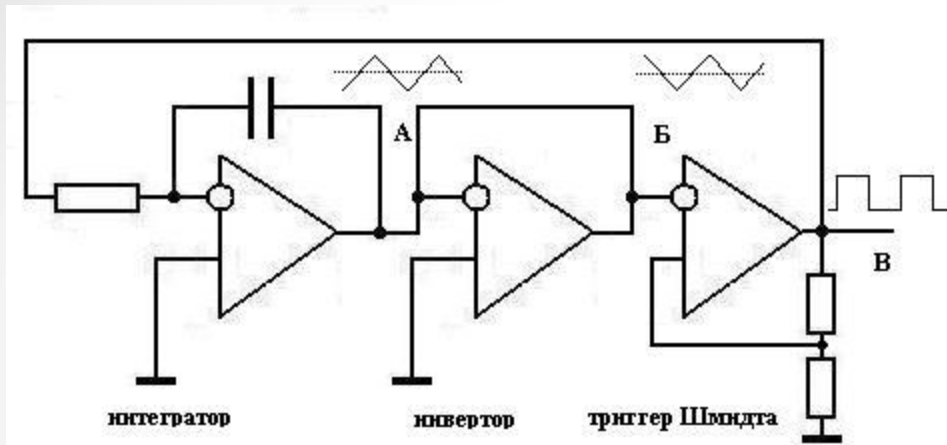 А
Б
В
интегратор
инвертор
триггер Шмидта